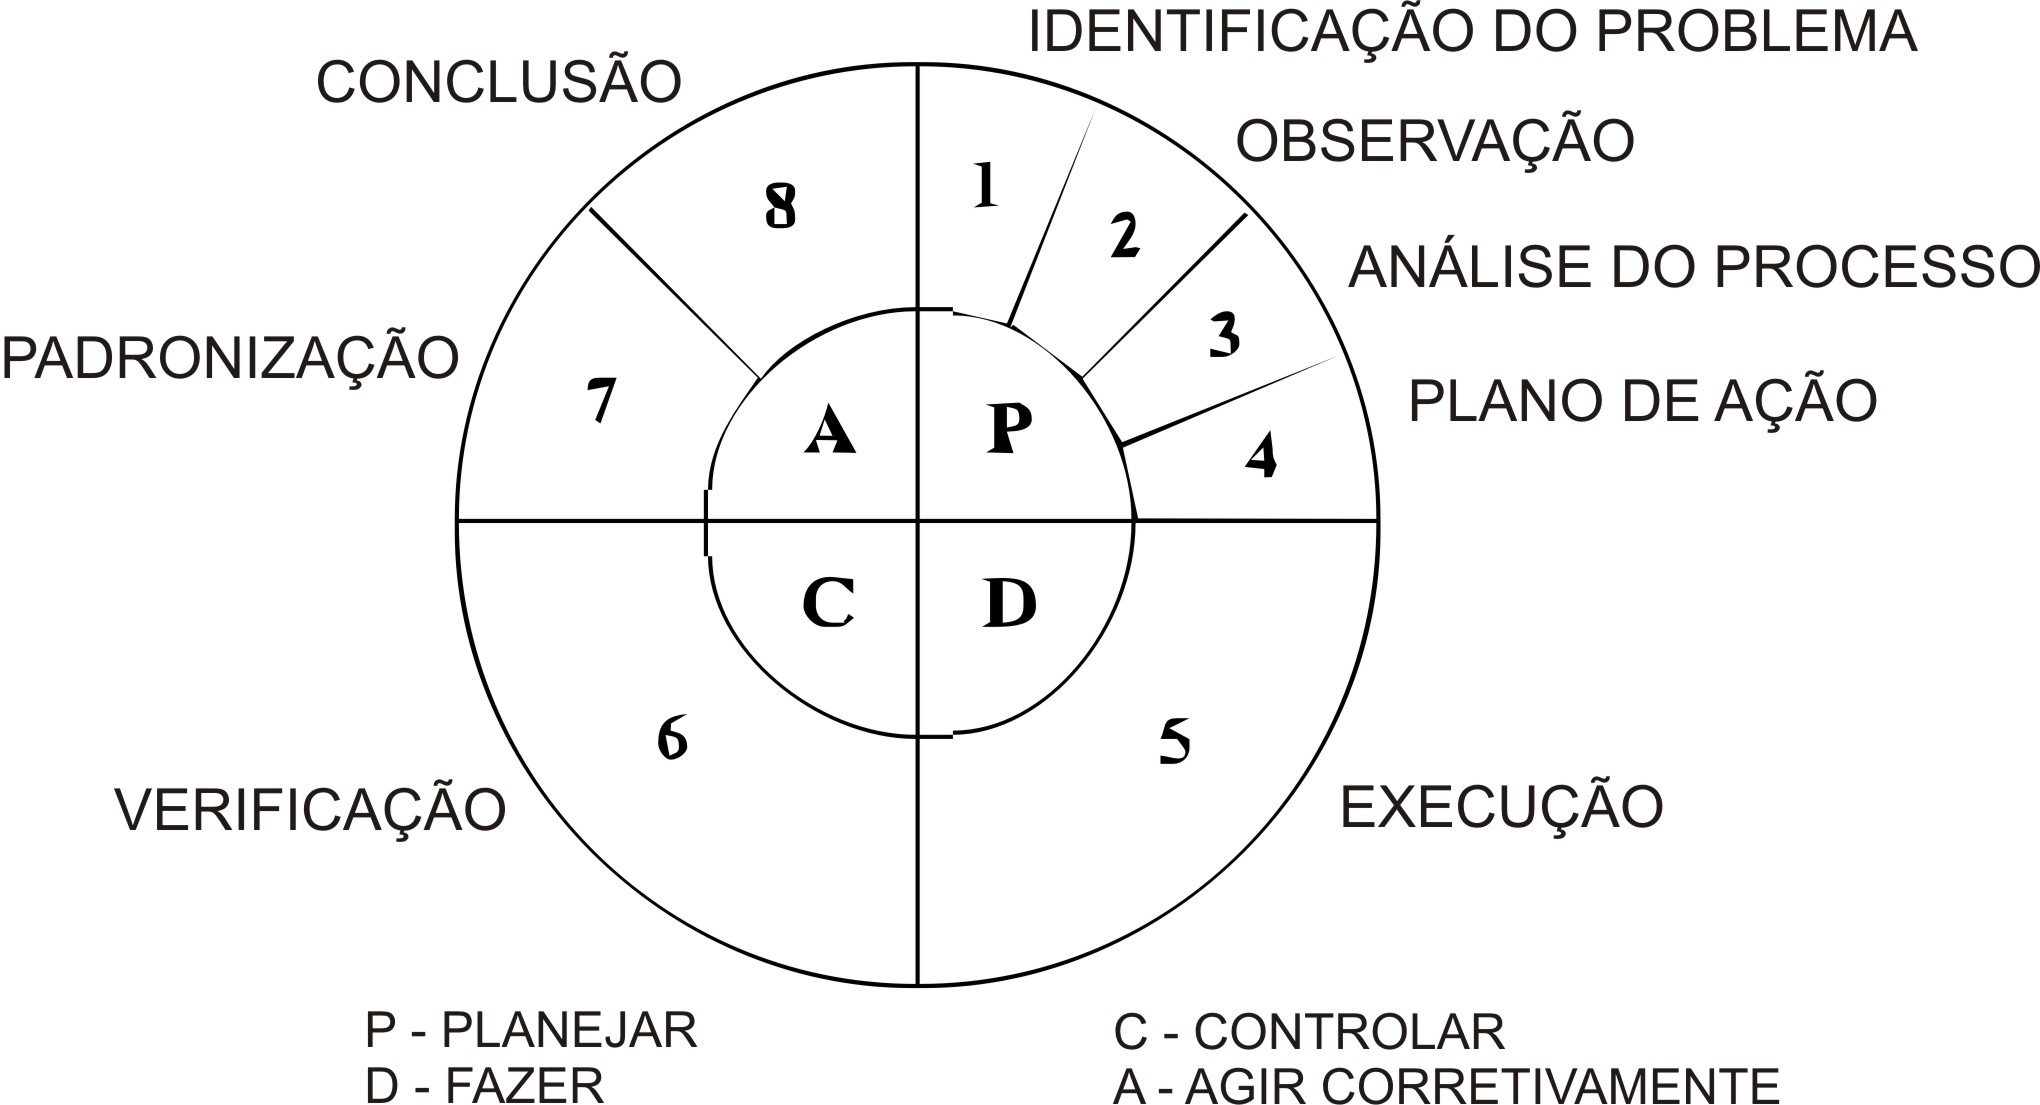 IDENTIFICAÇÃO DO PROBLEMA
CONCLUSÃO
OBSERVAÇÃO
1
8
2
ANÁLISE DO PROCESSO
3
PADRONIZAÇÃO
7
PLANO DE AÇÃO
A P
4
C D
6
5
VERIFICAÇÃO
EXECUÇÃO
P - PLANEJAR
D - FAZER
C - CONTROLAR
A - AGIR CORRETIVAMENTE